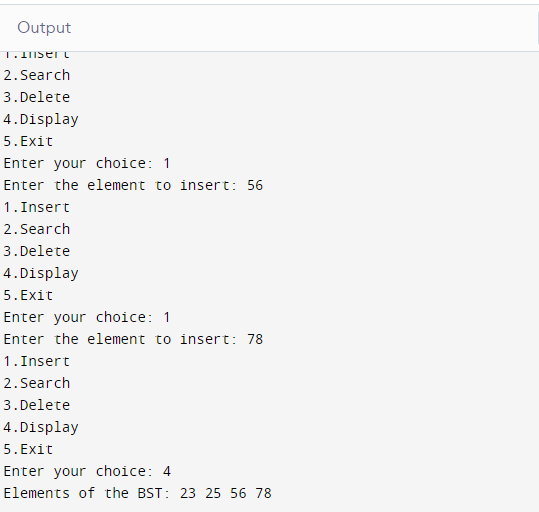 Output
1.Insert
2.Search
3.Delete
4.Display
5.Exit
Enter your choice: 1
Enter the element to insert: 56
1.Insert
2.Search
3.Delete
4.Display
5.Exit
Enter your choice: 1
Enter the element to insert: 78
1.Insert
2.Search
3.Delete
4.Display
5.Exit
Enter your choice: 4
Elements of the BST: 23 25 56 78